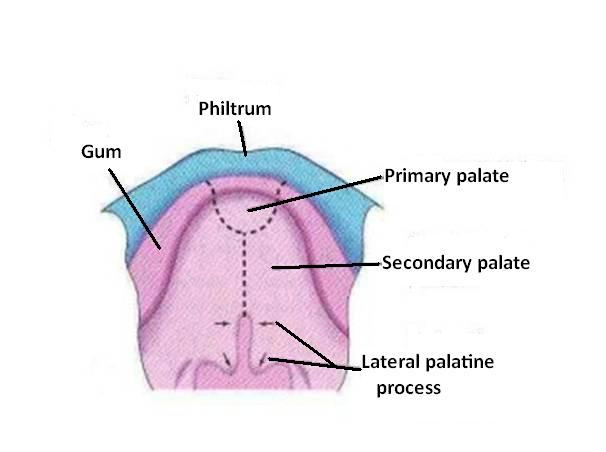 Philtrum
Gum
Primary palate
Secondary palate
Lateral palatine
process